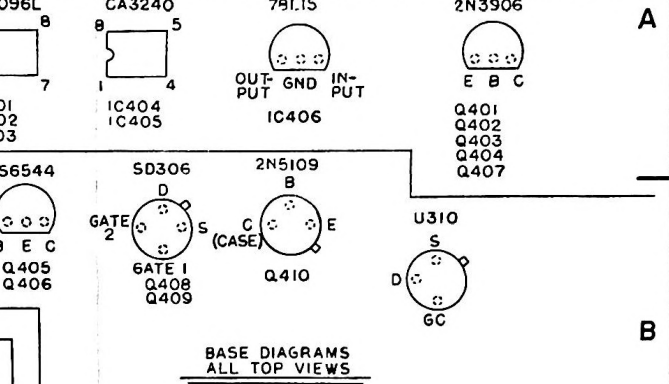 096L
8
7
01
02
03
CA3240
8 5
1 4
IC404
IC405
78L15
OUT- GND IN-
PUT PUT
IC406
2N3906
E B C
Q401
Q402
Q403
Q404
Q407
A
S6544
B E C
Q405
Q406
SD306
D
GATE S
2
GATE 1
Q408
Q409
2N5109
B
C E
(CASE)
Q410
U310
S
D
GC
B
BASE DIAGRAMS
ALL TOP VIEWS